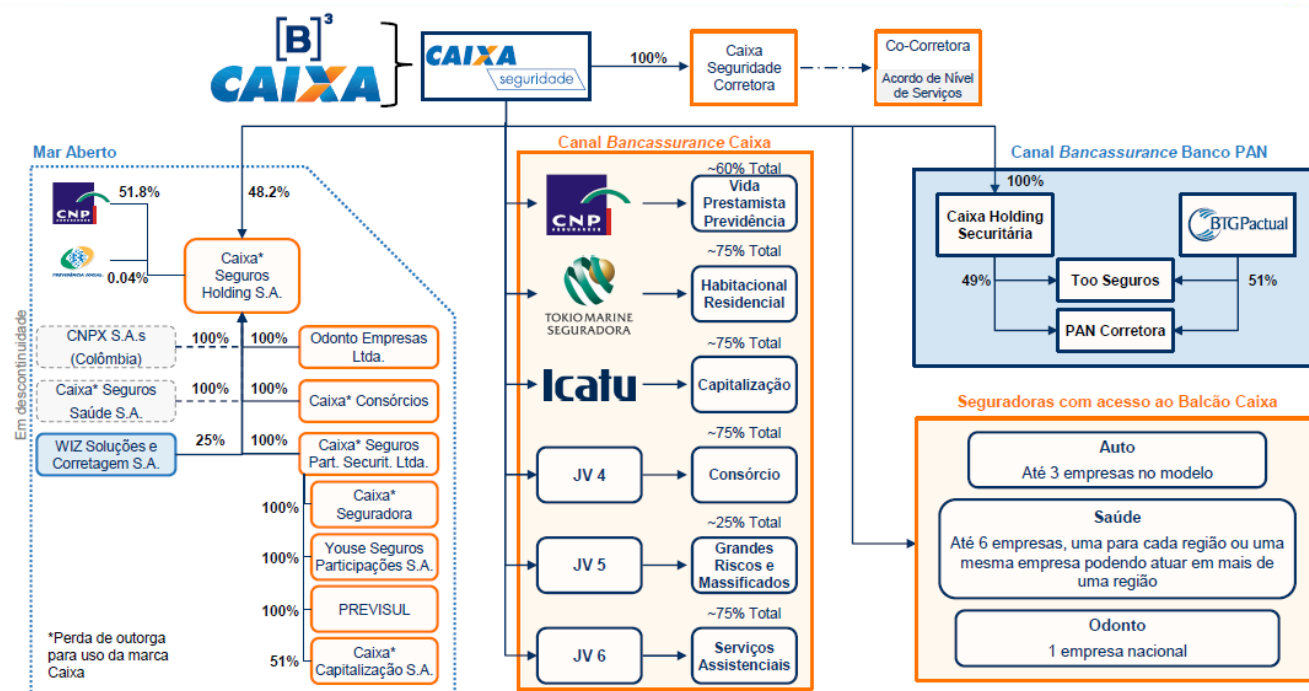 [B]³
CAIXA
CAIXA
seguridade
100%
Caixa
Seguridade
Corretora
Co-Corretora
Acordo de Nível
de Serviços
Mar Aberto
CNP
51.8%
48.2%
PREVIDÊNCIA SOCIAL
0.04%
Caixa*
Seguros
Holding S.A.
Em descontinuidade
CNPX S.A.s
(Colômbia)
100%
100%
Odonto Empresas
Ltda.
Caixa* Seguros
Saúde S.A.
100%
100%
Caixa* Consórcios
WIZ Soluções e
Corretagem S.A.
25%
100%
Caixa* Seguros
Part. Securit. Ltda.
100%
Caixa*
Seguradora
100%
Youse Seguros
Participações S.A.
100%
PREVISUL
51%
Caixa*
Capitalização S.A.
*Perda de outorga
para uso da marca
Caixa
Canal Bancassurance Caixa
~60% Total
CNP
Vida
Prestamista
Previdência
~75% Total
TOKIO MARINE
SEGURADORA
Habitacional
Residencial
~75% Total
Icatu
Capitalização
~75% Total
JV 4
Consórcio
~25% Total
JV 5
Grandes
Riscos e
Massificados
~75% Total
JV 6
Serviços
Assistenciais
Canal Bancassurance Banco PAN
100%
Caixa Holding
Securitária
BTGPactual
49%
Too Seguros
51%
PAN Corretora
Seguradoras com acesso ao Balcão Caixa
Auto
Até 3 empresas no modelo
Saúde
Até 6 empresas, uma para cada região ou uma
mesma empresa podendo atuar em mais de
uma região
Odonto
1 empresa nacional